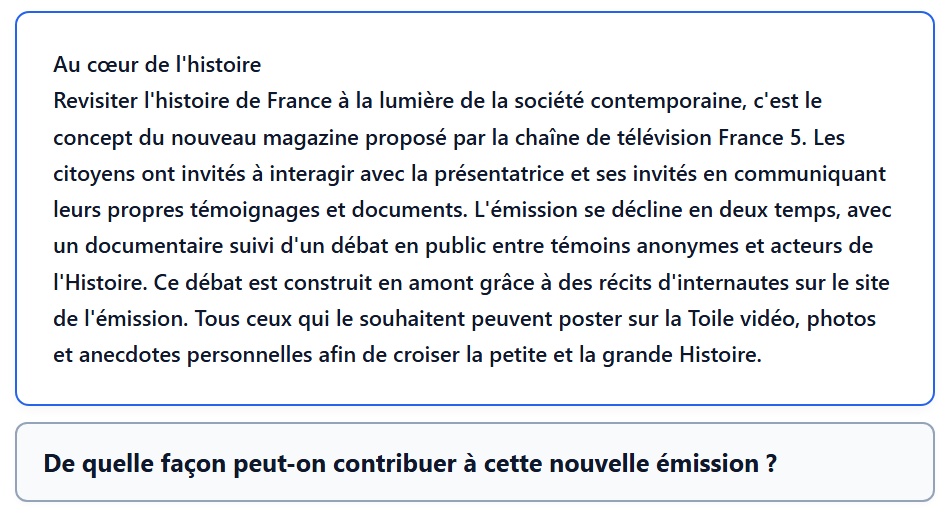 Au cœur de l'histoire
Revisiter l'histoire de France à la lumière de la société contemporaine, c'est le
concept du nouveau magazine proposé par la chaîne de télévision France 5. Les
citoyens ont invités à interagir avec la présentatrice et ses invités en communiquant
leurs propres témoignages et documents. L'émission se décline en deux temps, avec
un documentaire suivi d'un débat en public entre témoins anonymes et acteurs de
l'Histoire. Ce débat est construit en amont grâce à des récits d'internautes sur le site
de l'émission. Tous ceux qui le souhaitent peuvent poster sur la Toile vidéo, photos
et anecdotes personnelles afin de croiser la petite et la grande Histoire.
De quelle façon peut-on contribuer à cette nouvelle émission ?